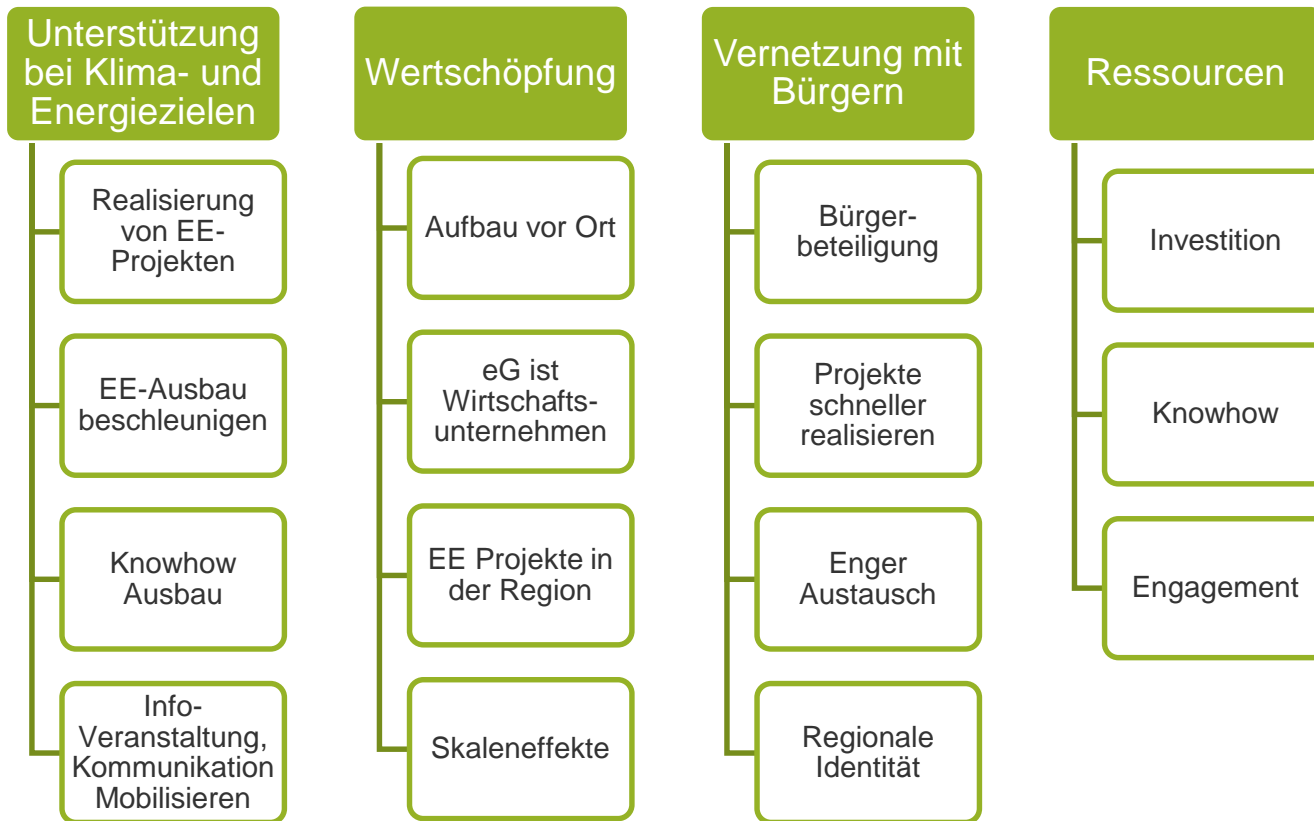 Unterstützung
bei Klima- und
Energiezielen
Realisierung
von EE-
Projekten
EE-Ausbau
beschleunigen
Knowhow
Ausbau
Info-
Veranstaltung,
Kommunikation
Mobilisieren
Wertschöpfung
Aufbau vor Ort
eG ist
Wirtschafts-
unternehmen
EE Projekte in
der Region
Skaleneffekte
Vernetzung mit
Bürgern
Bürger-
beteiligung
Projekte
schneller
realisieren
Enger
Austausch
Regionale
Identität
Ressourcen
Investition
Knowhow
Engagement